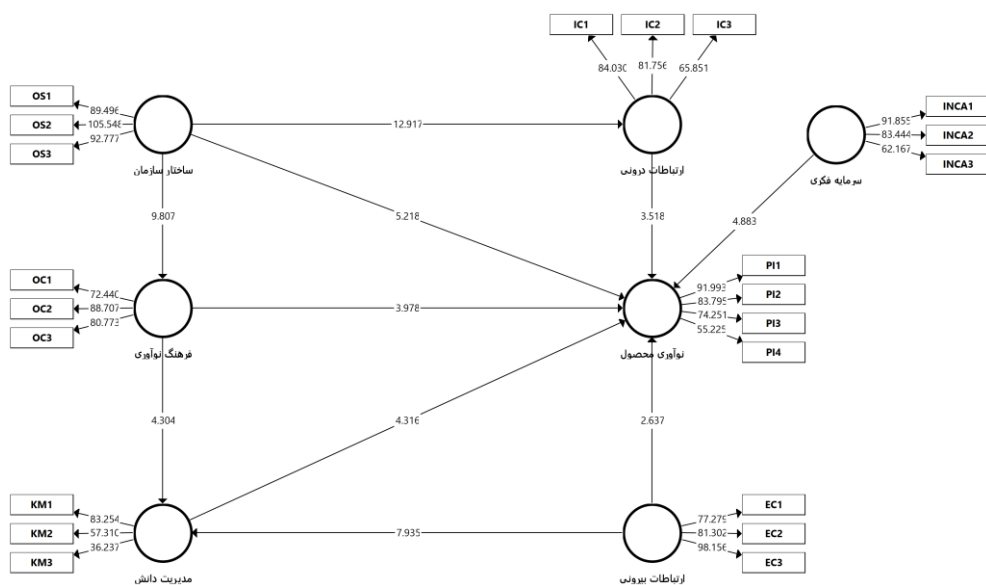 IC1
IC2
IC3
84.030
81.756
65.851
OS1
OS2
OS3
89.496
105.548
92.777
ساختار سازمان
12.917
ارتباطات درونی
INCA1
INCA2
INCA3
91.855
83.444
62.167
سرمایه فکری
9.807
5.218
3.518
4.883
OC1
OC2
OC3
72.440
88.707
80.773
فرهنگ نوآوری
3.978
PI1
PI2
PI3
PI4
91.993
83.795
74.251
55.225
نوآوری محصول
4.304
4.316
2.637
KM1
KM2
KM3
83.254
57.310
36.237
مدیریت دانش
7.935
EC1
EC2
EC3
77.279
81.302
98.156
ارتباطات بیرونی